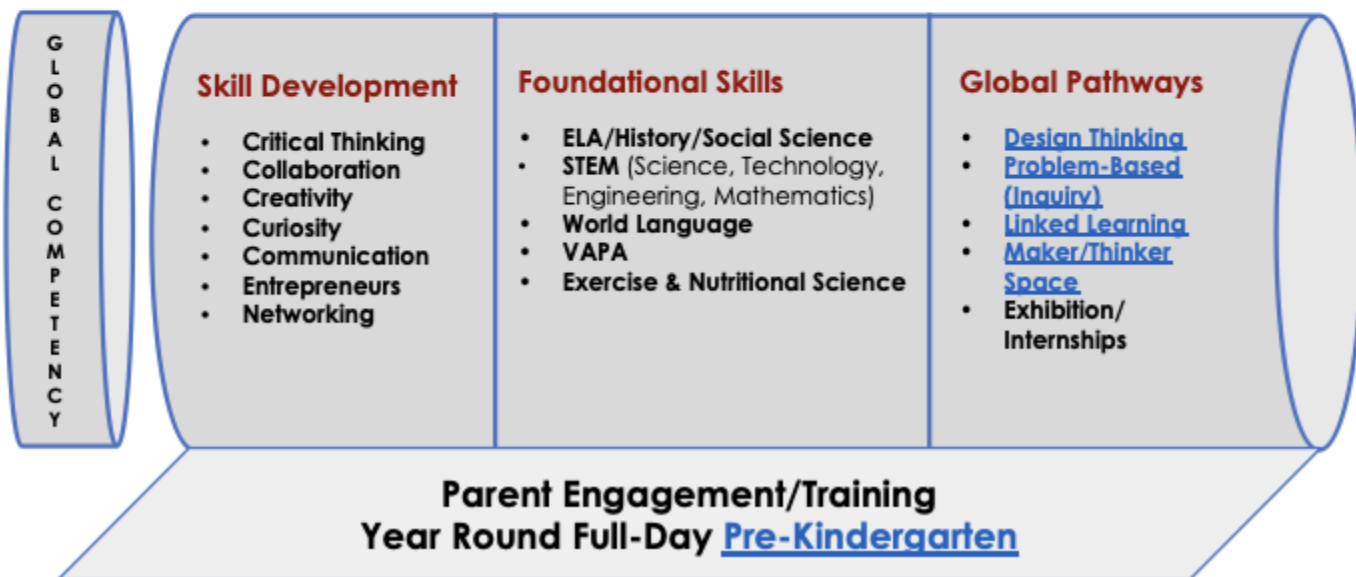 GLOBAL COMPETENCY
Skill Development
• Critical Thinking
• Collaboration
• Creativity
• Curiosity
• Communication
• Entrepreneurs
• Networking
Foundational Skills
• ELA/History/Social Science
• STEM (Science, Technology,
Engineering, Mathematics)
• World Language
• VAPA
• Exercise & Nutritional Science
Global Pathways
• Design Thinking
• Problem-Based
(Inquiry)
• Linked Learning
• Maker/Thinker
Space
• Exhibition/
Internships
Parent Engagement/Training
Year Round Full-Day Pre-Kindergarten